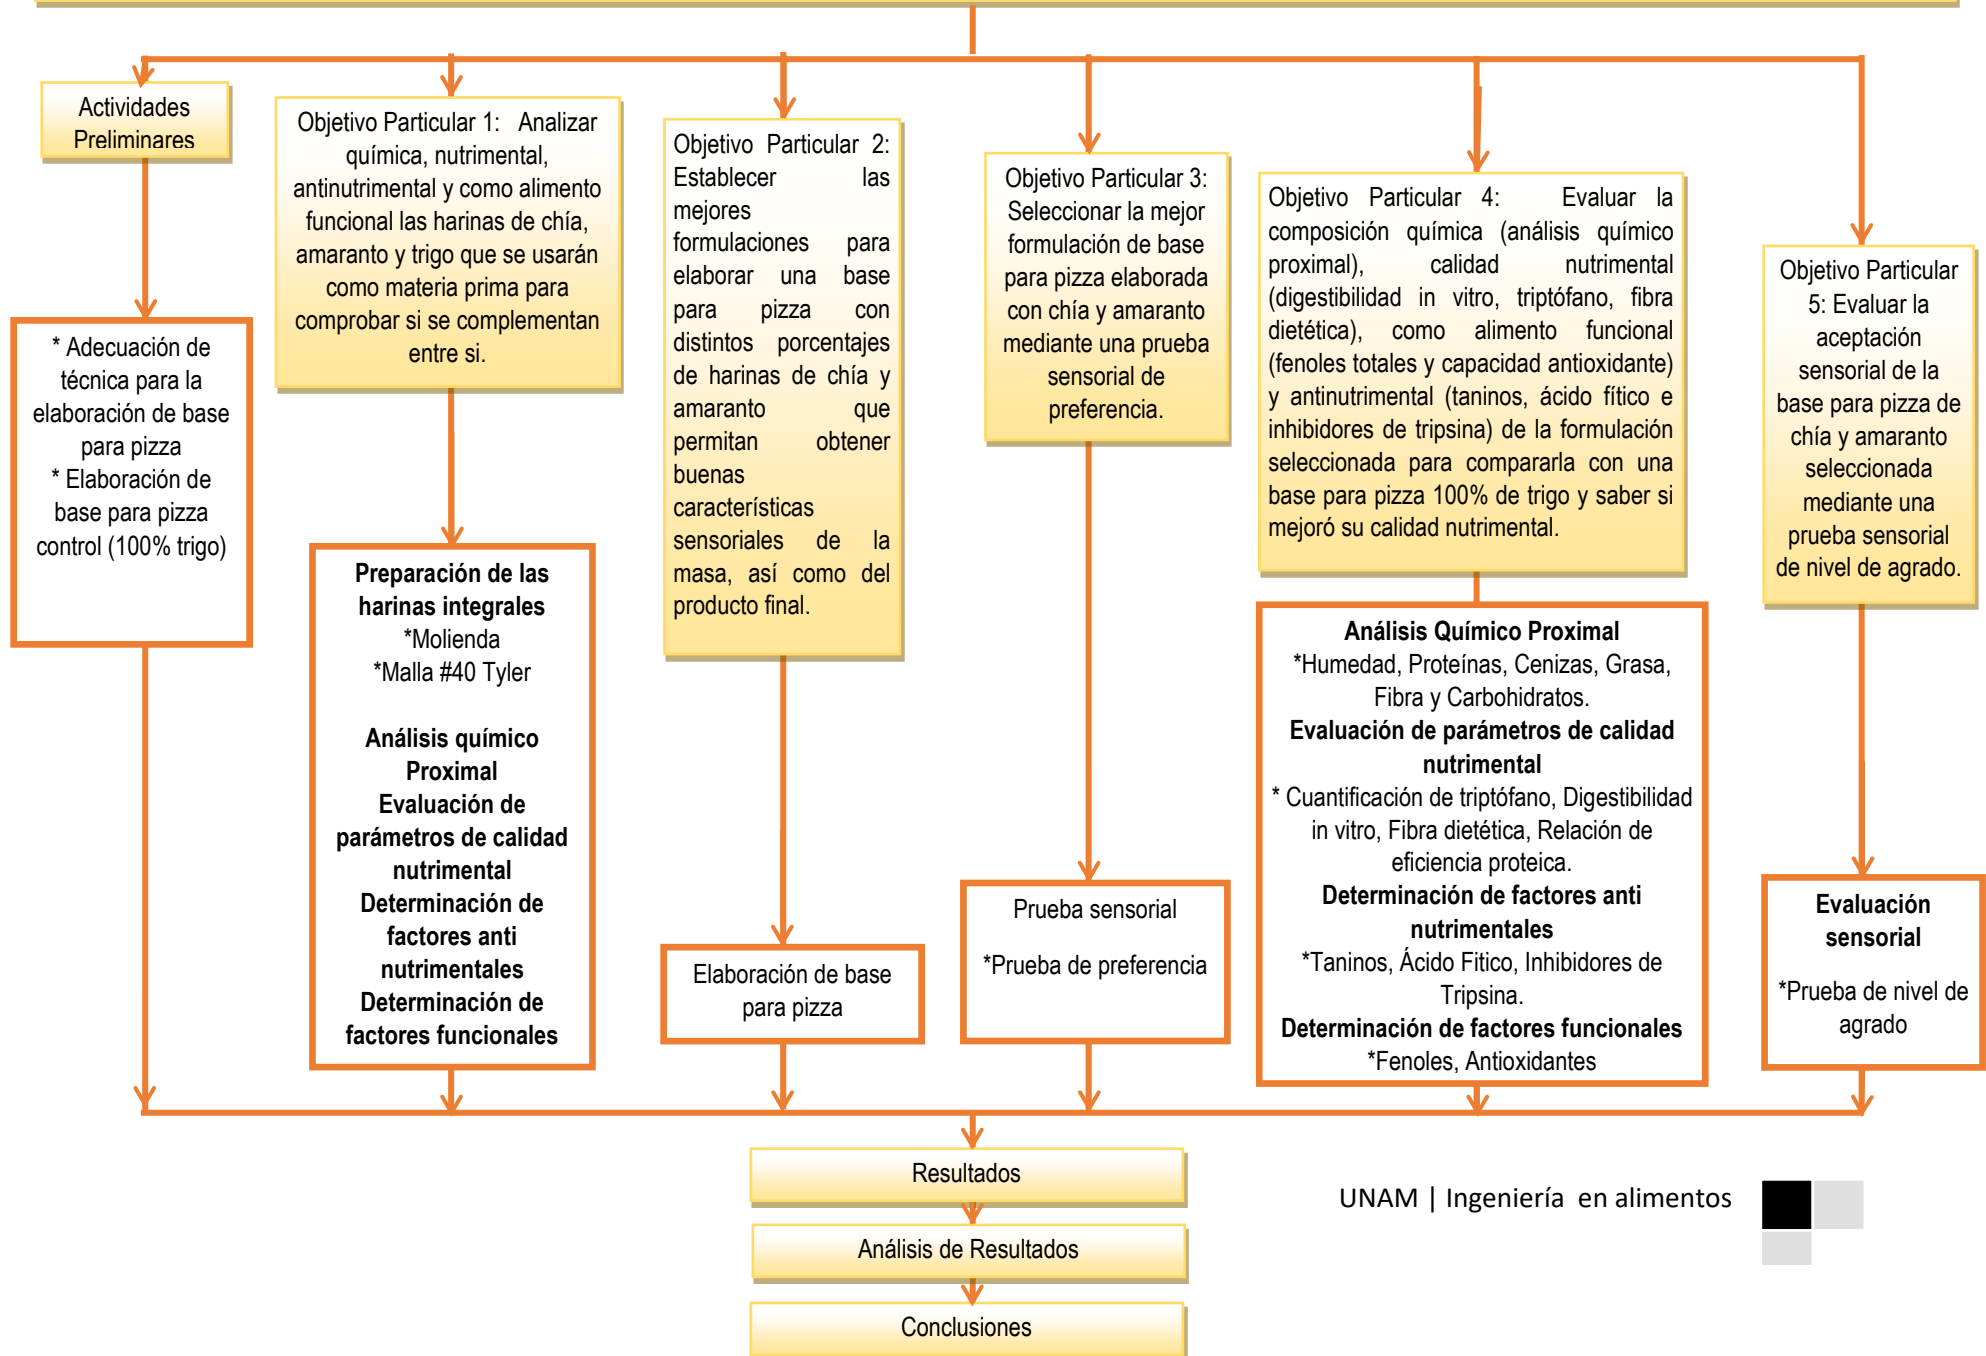 Actividades
Preliminares
* Adecuación de
técnica para la
elaboración de base
para pizza
* Elaboración de
base para pizza
control (100% trigo)
Objetivo Particular 1: Analizar
química, nutrimental,
antinutrimental y como alimento
funcional las harinas de chía,
amaranto y trigo que se usarán
como materia prima para
comprobar si se complementan
entre si.
Preparación de las
harinas integrales
*Molienda
*Malla #40 Tyler
Análisis químico
Proximal
Evaluación de
parámetros de calidad
nutrimental
Determinación de
factores anti
nutrimentales
Determinación de
factores funcionales
Objetivo Particular 2:
Establecer las
mejores
formulaciones para
elaborar una base
para pizza con
distintos porcentajes
de harinas de chía y
amaranto que
permitan obtener
buenas
características
sensoriales de la
masa, así como del
producto final.
Elaboración de base
para pizza
Objetivo Particular 3:
Seleccionar la mejor
formulación de base
para pizza elaborada
con chía y amaranto
mediante una prueba
sensorial de
preferencia.
Prueba sensorial
*Prueba de preferencia
Objetivo Particular 4: Evaluar la
composición química (análisis químico
proximal), calidad nutrimental
(digestibilidad in vitro, triptófano, fibra
dietética), como alimento funcional
(fenoles totales y capacidad antioxidante)
y antinutrimental (taninos, ácido fítico e
inhibidores de tripsina) de la formulación
seleccionada para compararla con una
base para pizza 100% de trigo y saber si
mejoró su calidad nutrimental.
Análisis Químico Proximal
*Humedad, Proteínas, Cenizas, Grasa,
Fibra y Carbohidratos.
Evaluación de parámetros de calidad
nutrimental
* Cuantificación de triptófano, Digestibilidad
in vitro, Fibra dietética, Relación de
eficiencia proteica.
Determinación de factores anti
nutrimentales
*Taninos, Ácido Fitico, Inhibidores de
Tripsina.
Determinación de factores funcionales
*Fenoles, Antioxidantes
Objetivo Particular
5: Evaluar la
aceptación
sensorial de la
base para pizza de
chía y amaranto
seleccionada
mediante una
prueba sensorial
de nivel de agrado.
Evaluación
sensorial
*Prueba de nivel de
agrado
Resultados
Análisis de Resultados
Conclusiones
UNAM | Ingeniería en alimentos